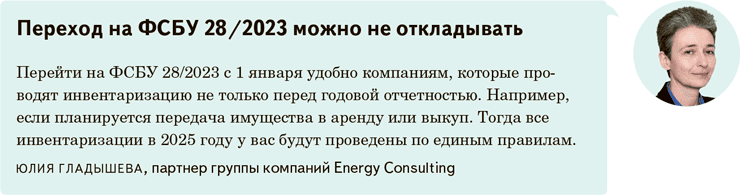 Переход на ФСБУ 28/2023 можно не откладывать
Перейти на ФСБУ 28/2023 с 1 января удобно компаниям, которые про-
водят инвентаризацию не только перед годовой отчетностью. Например,
если планируется передача имущества в аренду или выкуп. Тогда все
инвентаризации в 2025 году у вас будут проведены по единым правилам.
ЮЛИЯ ГЛАДЫШЕВА, партнер группы компаний Energy Consulting